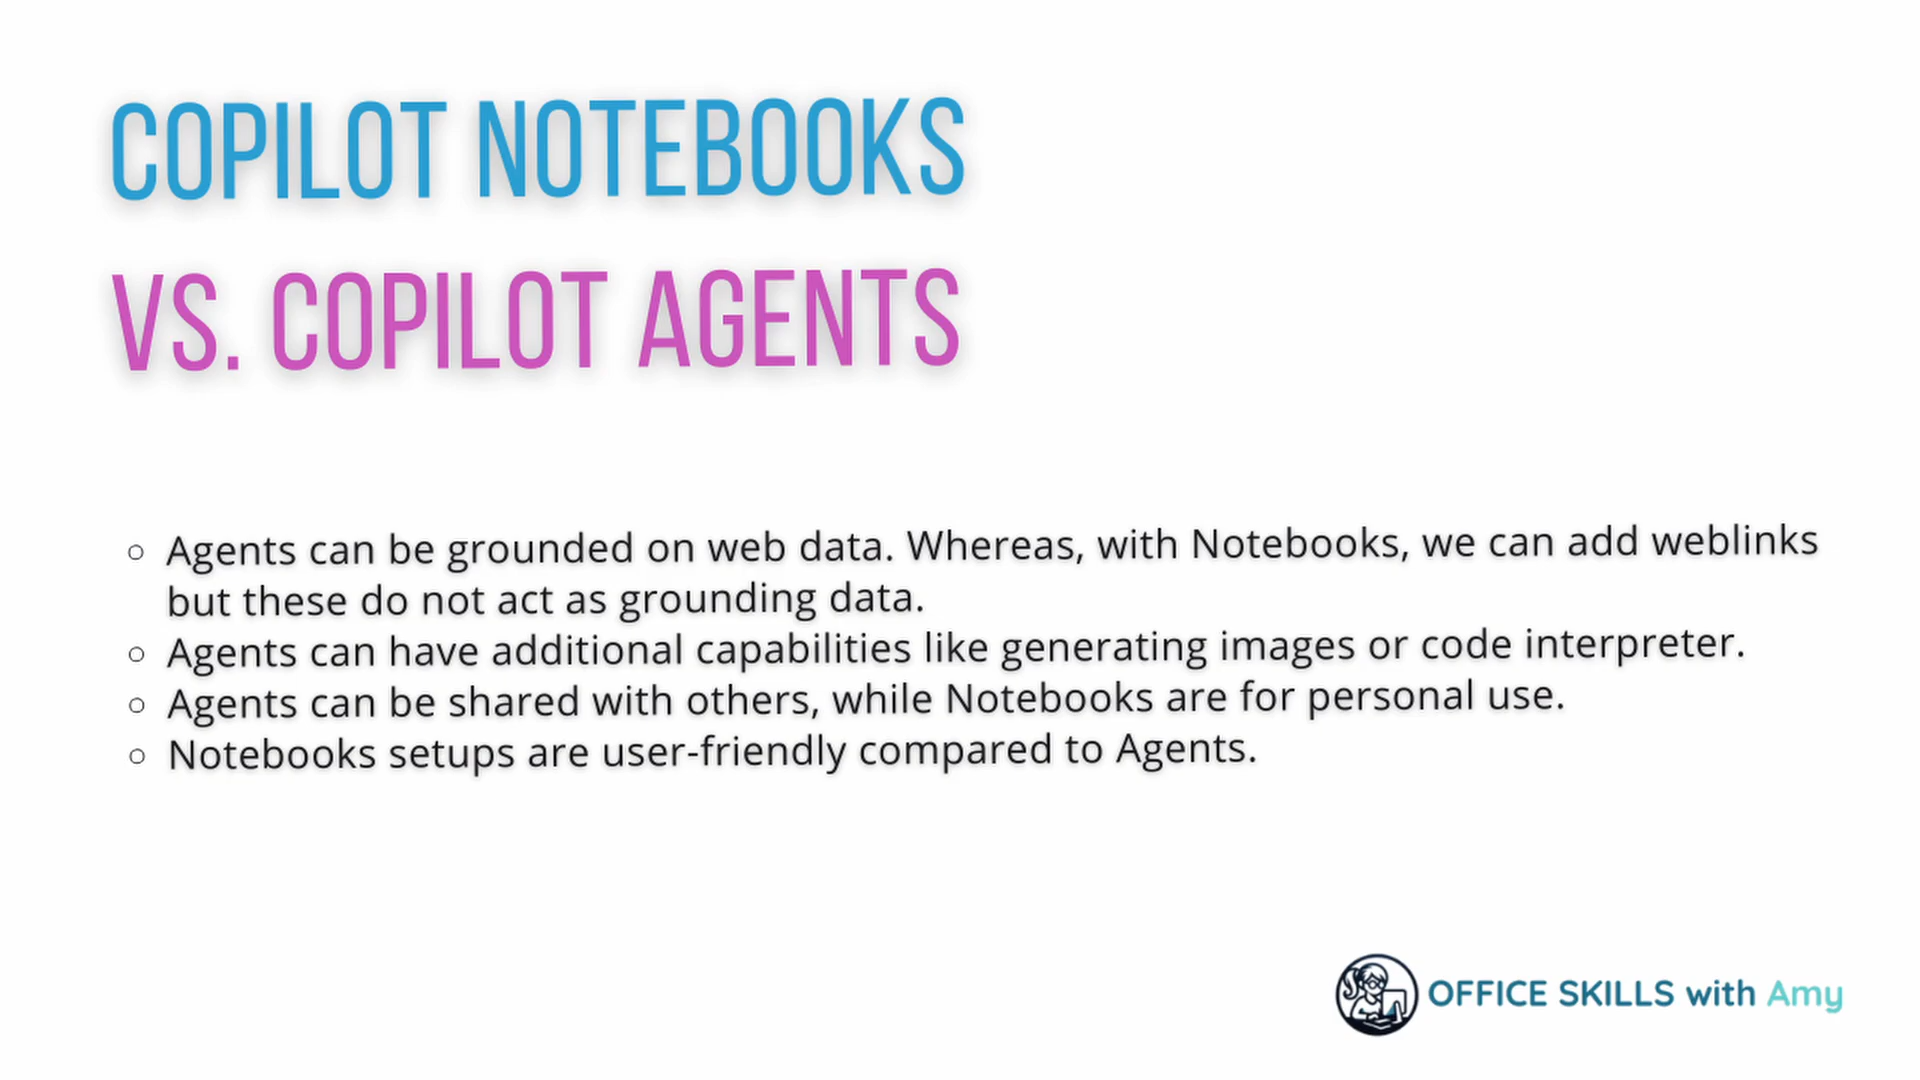 COPILOT NOTEBOOKS
VS. COPILOT AGENTS
Agents can be grounded on web data. Whereas, with Notebooks, we can add weblinks
but these do not act as grounding data.
Agents can have additional capabilities like generating images or code interpreter.
Agents can be shared with others, while Notebooks are for personal use.
Notebooks setups are user-friendly compared to Agents.
OFFICE SKILLS with Amy